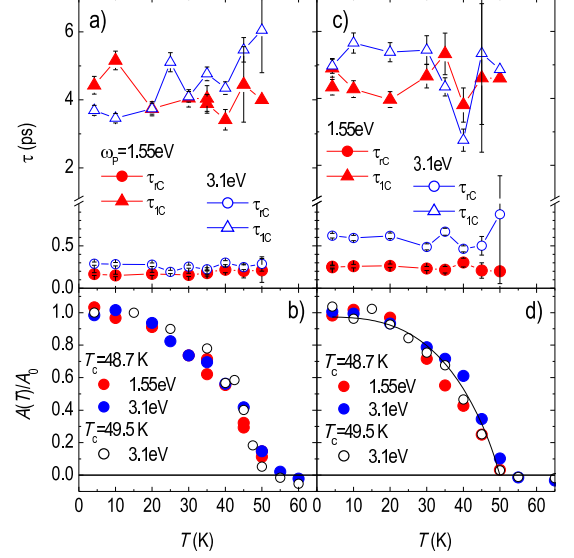 a)
c)
6
4
2
0.5
0.0
τ (ps)
ω_P=1.55eV
τ_rC
τ_1C
3.1eV
τ_rC
τ_1C
1.55eV
τ_rC
τ_1C
3.1eV
τ_rC
τ_1C
b)
d)
1.0
0.8
0.6
0.4
0.2
0.0
A(T)/A_0
T_c=48.7 K
1.55eV
3.1eV
T_c=49.5 K
3.1eV
T_c=48.7 K
1.55eV
3.1eV
T_c=49.5 K
3.1eV
0 10 20 30 40 50 60
0 10 20 30 40 50 60
T (K)
T (K)